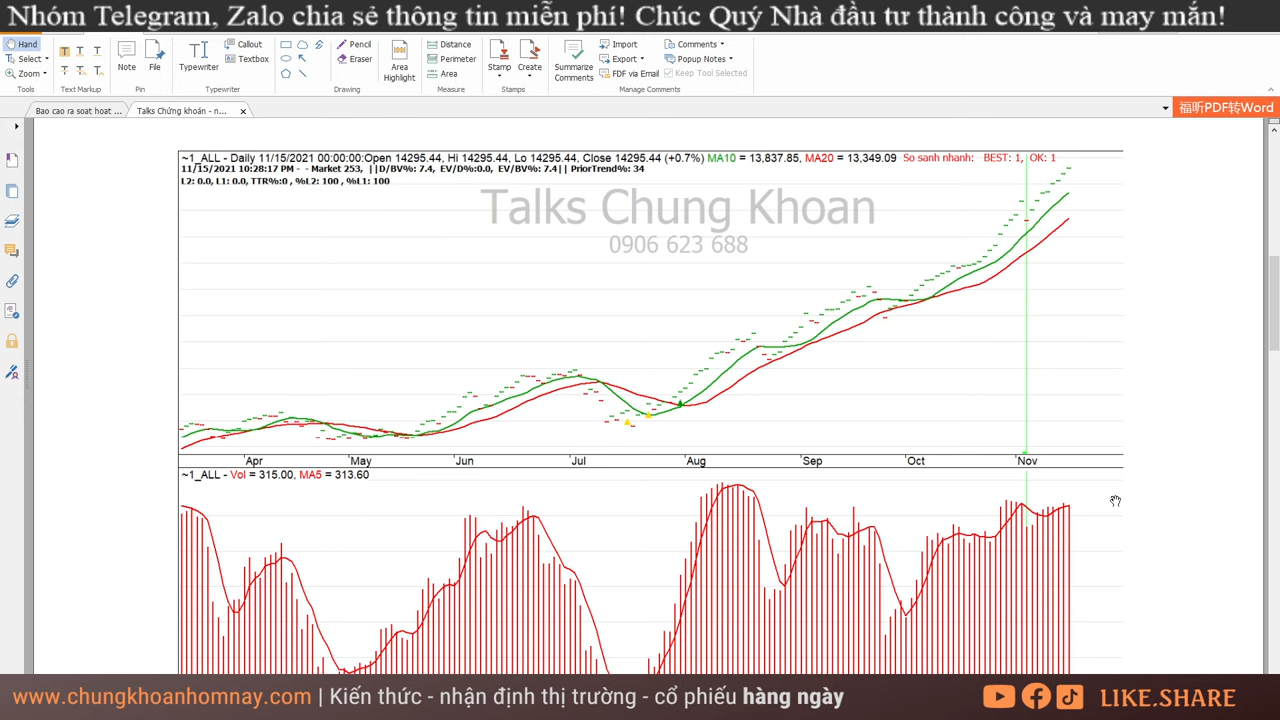 Nhóm Telegram, Zalo chia sẻ thông tin miễn phí! Chúc Quý Nhà đầu tư thành công và may mắn!
Hand
Select
Zoom
Tools
Text Markup
Note
File
Pin
Typewriter
Callout
Textbox
Typewriter
Pencil
Eraser
Area Highlight
Drawing
Distance
Perimeter
Area
Measure
Stamp
Create
Stamps
Summarize Comments
Import
Export
FDF via Email
Comments
Popup Notes
Keep Tool Selected
Manage Comments
Bao cao ra soat hoat ...
Talks Chứng khoán - n...
福昕PDF转Word
~1_ALL - Daily 11/15/2021 00:00:00:Open 14295.44, Hi 14295.44, Lo 14295.44, Close 14295.44 (+0.7%) MA10 = 13,837.85, MA20 = 13,349.09 So sanh nhanh: BEST: 1, OK: 1
11/15/2021 10:28:17 PM - - Market 253, ||D/BV%: 7.4, EV/D%:0.0, EV/BV%: 7.4|| PriorTrend%: 34
L2: 0.0, L1: 0.0, TTR%:0 , %L2: 100 , %L1: 100
Talks Chung Khoan
0906 623 688
Apr May Jun Jul Aug Sep Oct Nov
~1_ALL - Vol = 315.00, MA5 = 313.60
www.chungkhoanhomnay.com | Kiến thức - nhận định thị trường - cổ phiếu hàng ngày
LIKE.SHARE